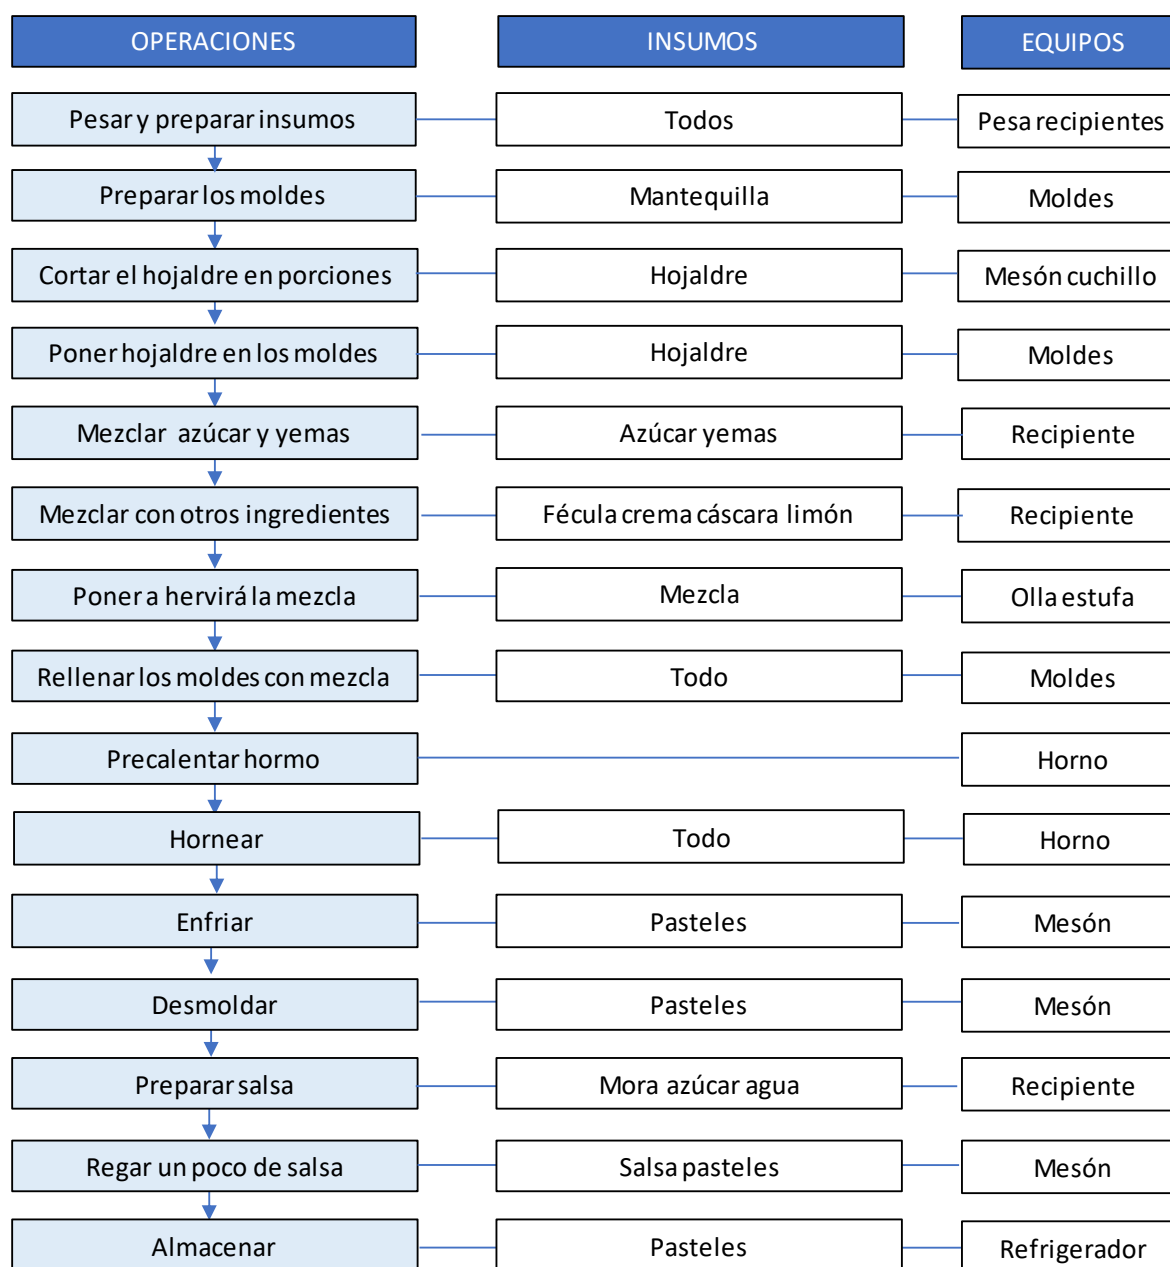 OPERACIONES INSUMOS EQUIPOS
Pesar y preparar insumos Todos Pesa recipientes
Preparar los moldes Mantequilla Moldes
Cortar el hojaldre en porciones Hojaldre Mesón cuchillo
Poner hojaldre en los moldes Hojaldre Moldes
Mezclar azúcar y yemas Azúcar yemas Recipiente
Mezclar con otros ingredientes Fécula crema cáscara limón Recipiente
Poner a hervirá la mezcla Mezcla Olla estufa
Rellenar los moldes con mezcla Todo Moldes
Precalentar hormo Horno
Hornear Todo Horno
Enfriar Pasteles Mesón
Desmoldar Pasteles Mesón
Preparar salsa Mora azúcar agua Recipiente
Regar un poco de salsa Salsa pasteles Mesón
Almacenar Pasteles Refrigerador